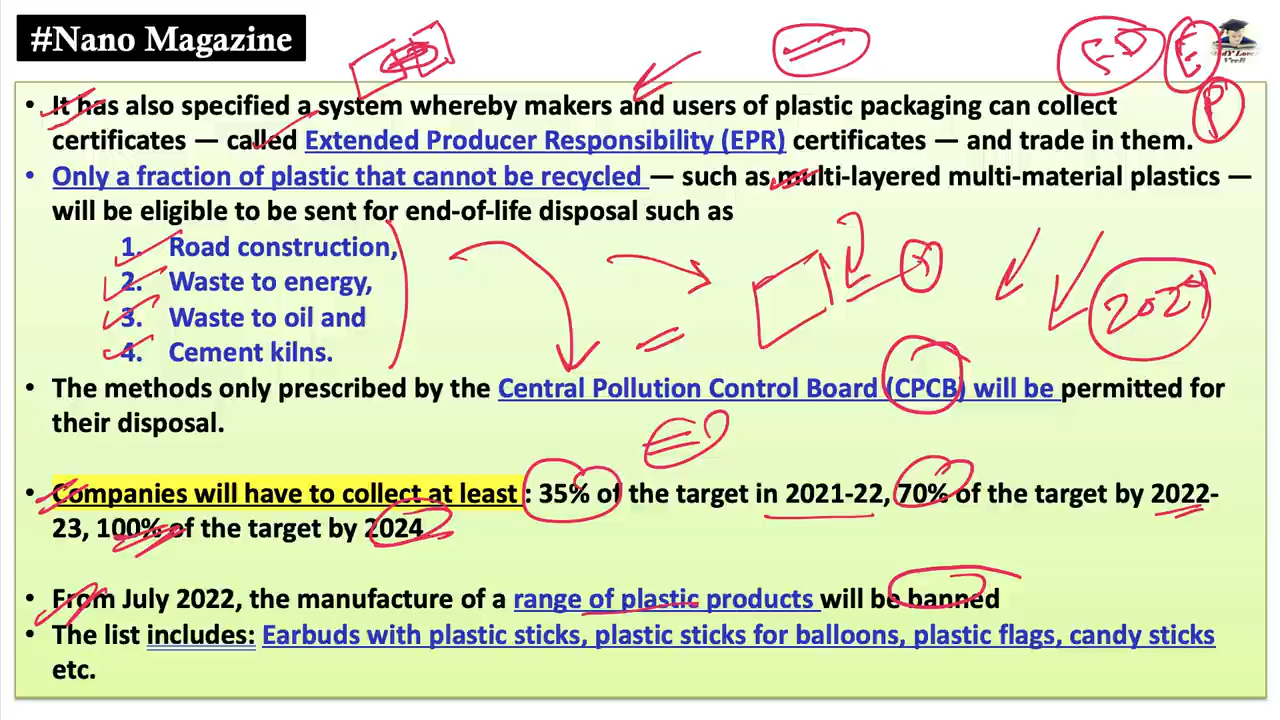 #Nano Magazine
STUDY Lover
VeeR
E
P
• It has also specified a system whereby makers and users of plastic packaging can collect
certificates — called Extended Producer Responsibility (EPR) certificates — and trade in them.
• Only a fraction of plastic that cannot be recycled — such as multi-layered multi-material plastics —
will be eligible to be sent for end-of-life disposal such as
1. Road construction,
2. Waste to energy,
3. Waste to oil and
4. Cement kilns.
2024
• The methods only prescribed by the Central Pollution Control Board (CPCB) will be permitted for
their disposal.
• Companies will have to collect at least : 35% of the target in 2021-22, 70% of the target by 2022-
23, 100% of the target by 2024
• From July 2022, the manufacture of a range of plastic products will be banned
• The list includes: Earbuds with plastic sticks, plastic sticks for balloons, plastic flags, candy sticks
etc.